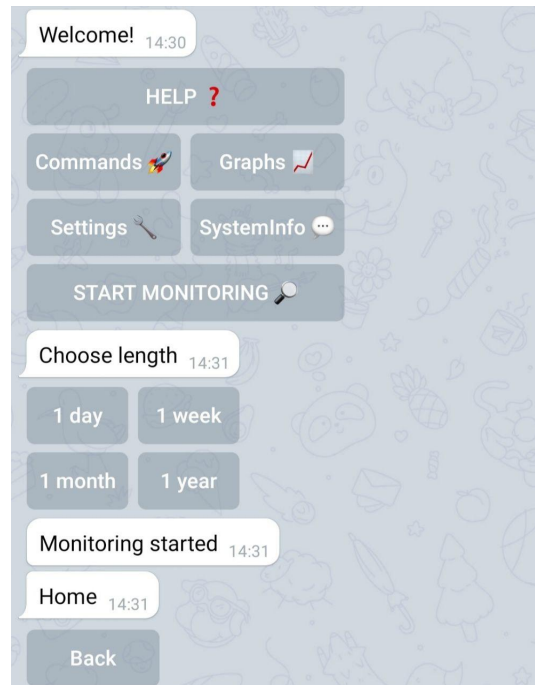 Welcome! 14:30
HELP ❓
Commands 🚀 Graphs 📈
Settings 🔧 SystemInfo 💬
START MONITORING 🔎
Choose length 14:31
1 day 1 week
1 month 1 year
Monitoring started 14:31
Home 14:31
Back